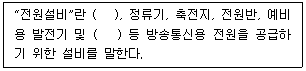 “전원설비”란 (   ), 정류기, 축전지, 전원반, 예비
용 발전기 및 (   ) 등 방송통신용 전원을 공급하
기 위한 설비를 말한다.